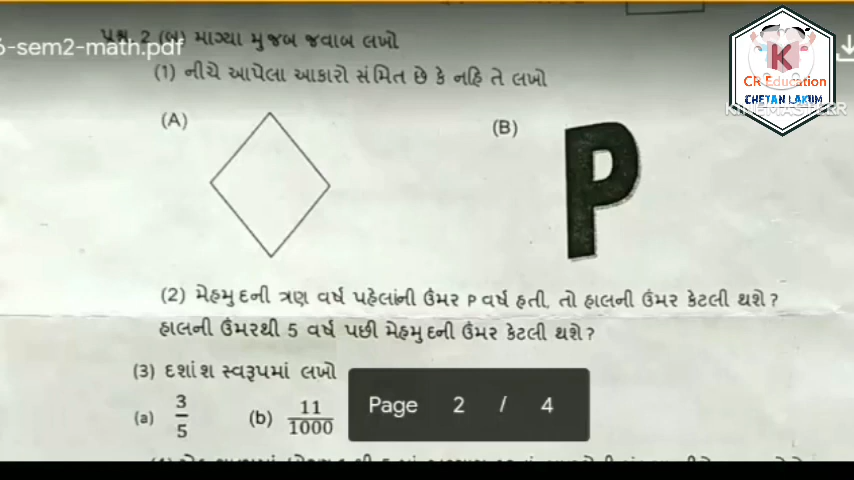 6-sem2-math.pdf
પ્રશ્ન. 2 (બ) માગ્યા મુજબ જવાબ લખો
(1) નીચે આપેલા આકારો સંમિત છે કે નહિ તે લખો
(A)
(B)
P
(2) મેહમુદની ત્રણ વર્ષ પહેલાંની ઉંમર P વર્ષ હતી, તો હાલની ઉંમર કેટલી થશે?
હાલની ઉંમરથી 5 વર્ષ પછી મેહમુદની ઉંમર કેટલી થશે?
(3) દશાંશ સ્વરૂપમાં લખો
(a) 3/5 (b) 11/1000
Page 2 / 4
K
CR Education
CHETAN LAKUM
KINEMASTER